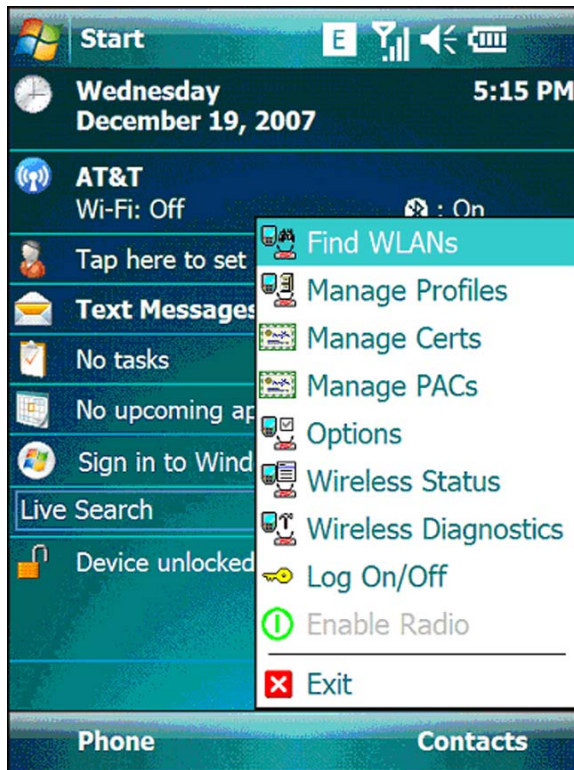 Start E
Wednesday 5:15 PM
December 19, 2007
AT&T
Wi-Fi: Off : On
Tap here to set
Text Messages
No tasks
No upcoming ap
Sign in to Wind
Live Search
Device unlocked
Find WLANs
Manage Profiles
Manage Certs
Manage PACs
Options
Wireless Status
Wireless Diagnostics
Log On/Off
Enable Radio
Exit
Phone Contacts